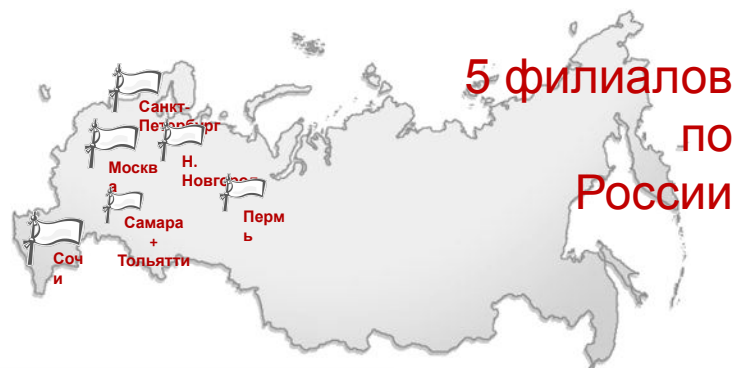 5 филиалов
по
России
Санкт-
Петербург
Москв
а
Н.
Новгород
Самара
+
Тольятти
Перм
ь
Соч
и